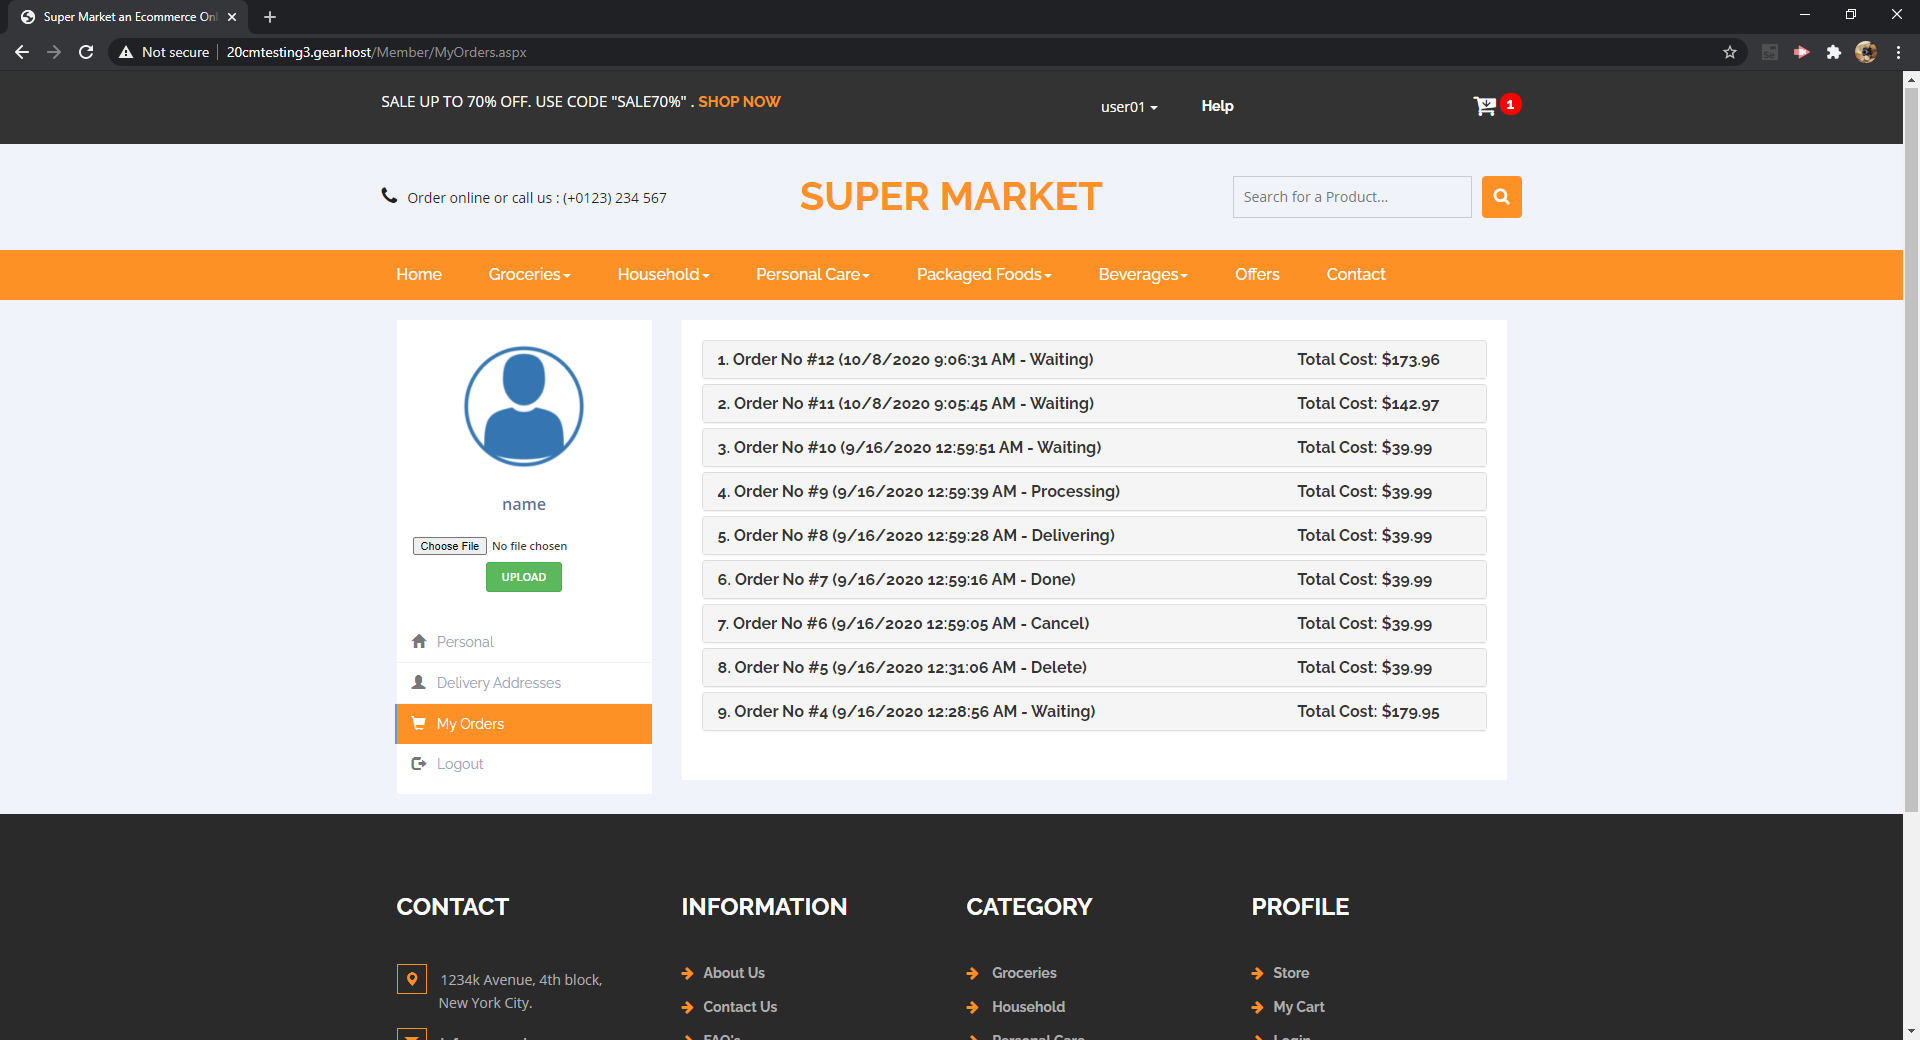 Super Market an Ecommerce Onl
Not secure
20cmtesting3.gear.host/Member/MyOrders.aspx
SALE UP TO 70% OFF. USE CODE "SALE70%" . SHOP NOW
user01
Help
1
Order online or call us : (+0123) 234 567
SUPER MARKET
Search for a Product...
Home
Groceries
Household
Personal Care
Packaged Foods
Beverages
Offers
Contact
name
Choose File No file chosen
UPLOAD
Personal
Delivery Addresses
My Orders
Logout
1. Order No #12 (10/8/2020 9:06:31 AM - Waiting) Total Cost: $173.96
2. Order No #11 (10/8/2020 9:05:45 AM - Waiting) Total Cost: $142.97
3. Order No #10 (9/16/2020 12:59:51 AM - Waiting) Total Cost: $39.99
4. Order No #9 (9/16/2020 12:59:39 AM - Processing) Total Cost: $39.99
5. Order No #8 (9/16/2020 12:59:28 AM - Delivering) Total Cost: $39.99
6. Order No #7 (9/16/2020 12:59:16 AM - Done) Total Cost: $39.99
7. Order No #6 (9/16/2020 12:59:05 AM - Cancel) Total Cost: $39.99
8. Order No #5 (9/16/2020 12:31:06 AM - Delete) Total Cost: $39.99
9. Order No #4 (9/16/2020 12:28:56 AM - Waiting) Total Cost: $179.95
CONTACT
1234k Avenue, 4th block,
New York City.
INFORMATION
About Us
Contact Us
FAQ's
CATEGORY
Groceries
Household
Personal Care
PROFILE
Store
My Cart
Login